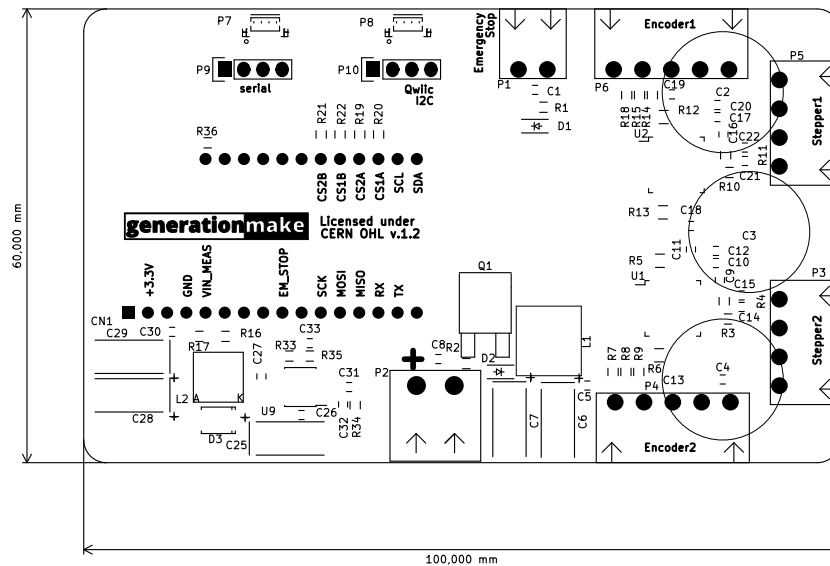 P7
P8
Emergency
Stop
Encoder1
P5
P9
serial
P10
Qwiic
I2C
P1
C1
R1
D1
P6
C19
R18
R15
R14
U2
R12
C2
C20
C17
C16
C22
R11
C21
R10
Stepper1
R36
R21
R22
R19
R20
CS2B
CS1B
CS2A
CS1A
SCL
SDA
generationmake
Licensed under
CERN OHL v.1.2
60,000 mm
R13
C18
C3
C11
C12
C10
R5
U1
C9
C15
C14
R4
R3
P3
Stepper2
+3.3V
GND
VIN_MEAS
EM_STOP
SCK
MOSI
MISO
RX
TX
Q1
CN1
C29
C30
R17
R16
C27
R33
C33
R35
C31
P2
C8
R2
D2
L1
R7
R8
R9
R6
P4
C13
C4
C5
L2
A
K
C28
D3
C25
U9
C26
C32
R34
C7
C6
Encoder2
100,000 mm